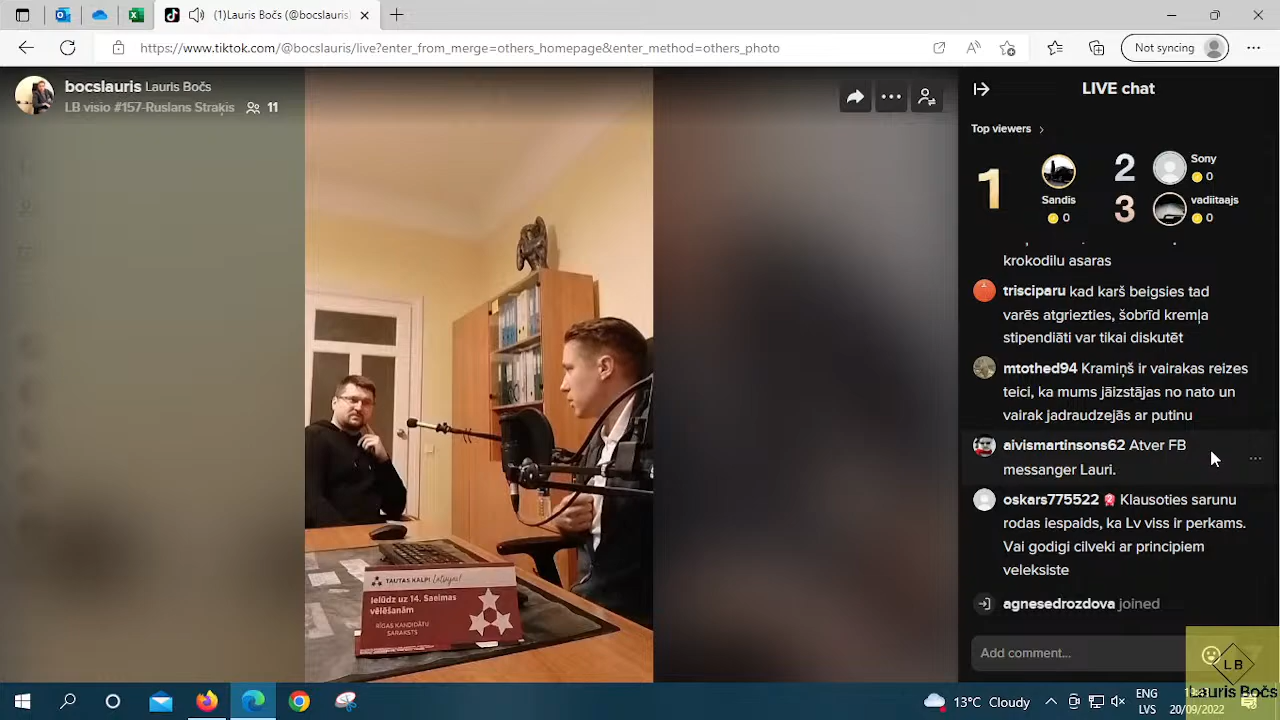 (1)Lauris Bočs (@bocslauris
https://www.tiktok.com/@bocslauris/live?enter_from_merge=others_homepage&enter_method=others_photo
Not syncing
bocslauris Lauris Bočs
LB visio #157-Ruslans Straķis 11
LIVE chat
Top viewers
1 Sandis 0
2 Sony 0
3 vadiitaajs 0
krokodilu asaras
trisciparu kad karš beigsies tad
varēs atgriezties, šobrīd kremļa
stipendiāti var tikai diskutēt
mtothed94 Kramiņš ir vairakas reizes
teici, ka mums jāizstājas no nato un
vairak jadraudzejās ar putinu
aivismartinsons62 Atver FB
messanger Lauri.
oskars775522 Klausoties sarunu
rodas iespaids, ka Lv viss ir perkams.
Vai godigi cilveki ar principiem
veleksiste
agnesedrozdova joined
Add comment...
TAUTAS KALPI Latvijai!
Ielūdz uz 14. Saeimas
vēlēšanām
RĪGAS KANDIDĀTU
SARAKSTS
LB
Lauris Bočs
13°C Cloudy
ENG
LVS
20/09/2022